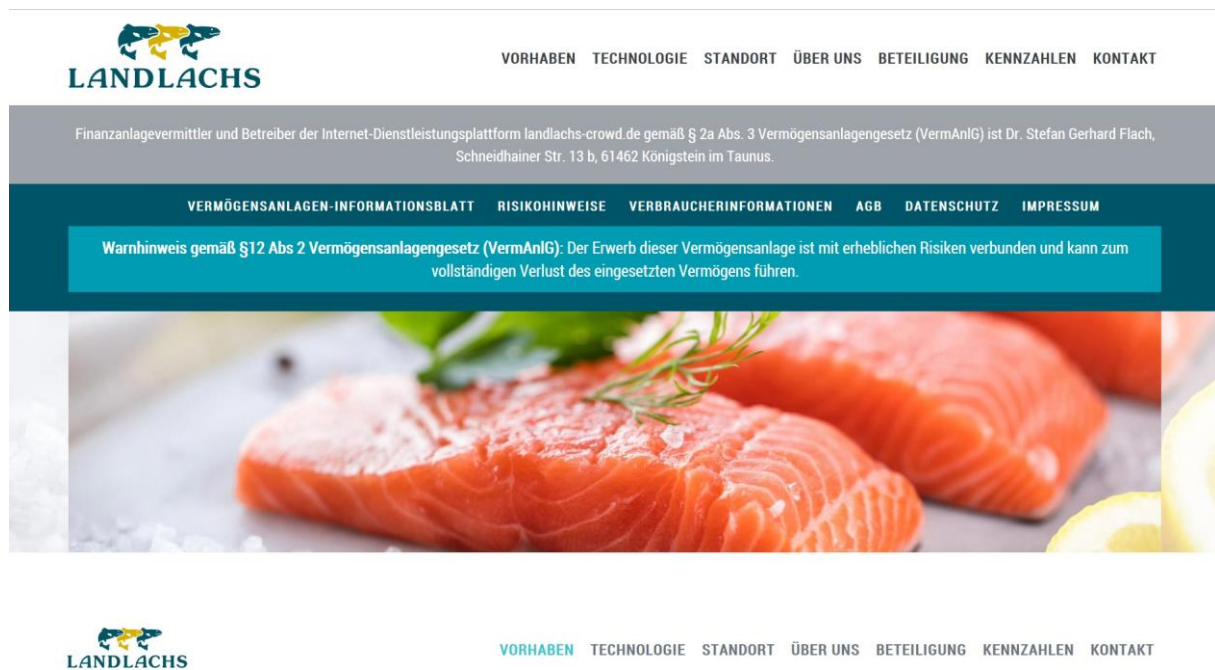 LANDLACHS
VORHABEN TECHNOLOGIE STANDORT ÜBER UNS BETEILIGUNG KENNZAHLEN KONTAKT
Finanzanlagevermittler und Betreiber der Internet-Dienstleistungsplattform landlachs-crowd.de gemäß § 2a Abs. 3 Vermögensanlagengesetz (VermAnlG) ist Dr. Stefan Gerhard Flach,
Schneidhainer Str. 13 b, 61462 Königstein im Taunus.
VERMÖGENSANLAGEN-INFORMATIONSBLATT RISIKOHINWEISE VERBRAUCHERINFORMATIONEN AGB DATENSCHUTZ IMPRESSUM
Warnhinweis gemäß §12 Abs 2 Vermögensanlagengesetz (VermAnlG): Der Erwerb dieser Vermögensanlage ist mit erheblichen Risiken verbunden und kann zum
vollständigen Verlust des eingesetzten Vermögens führen.
LANDLACHS
VORHABEN TECHNOLOGIE STANDORT ÜBER UNS BETEILIGUNG KENNZAHLEN KONTAKT